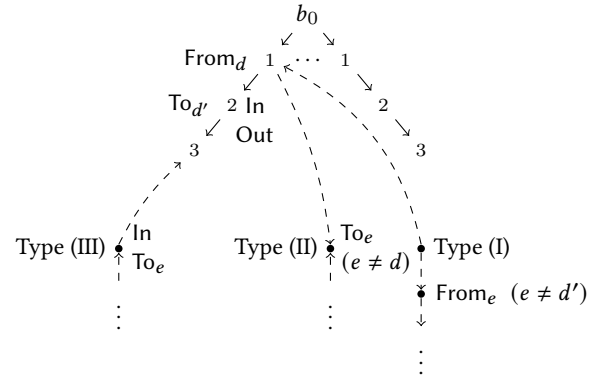 b₀
From_d 1 ⋯ 1
To_{d′} 2 In 2
Out
3 3
Type (III) In Type (II) To_e Type (I)
To_e (e ≠ d)
From_e (e ≠ d′)
⋮ ⋮
⋮